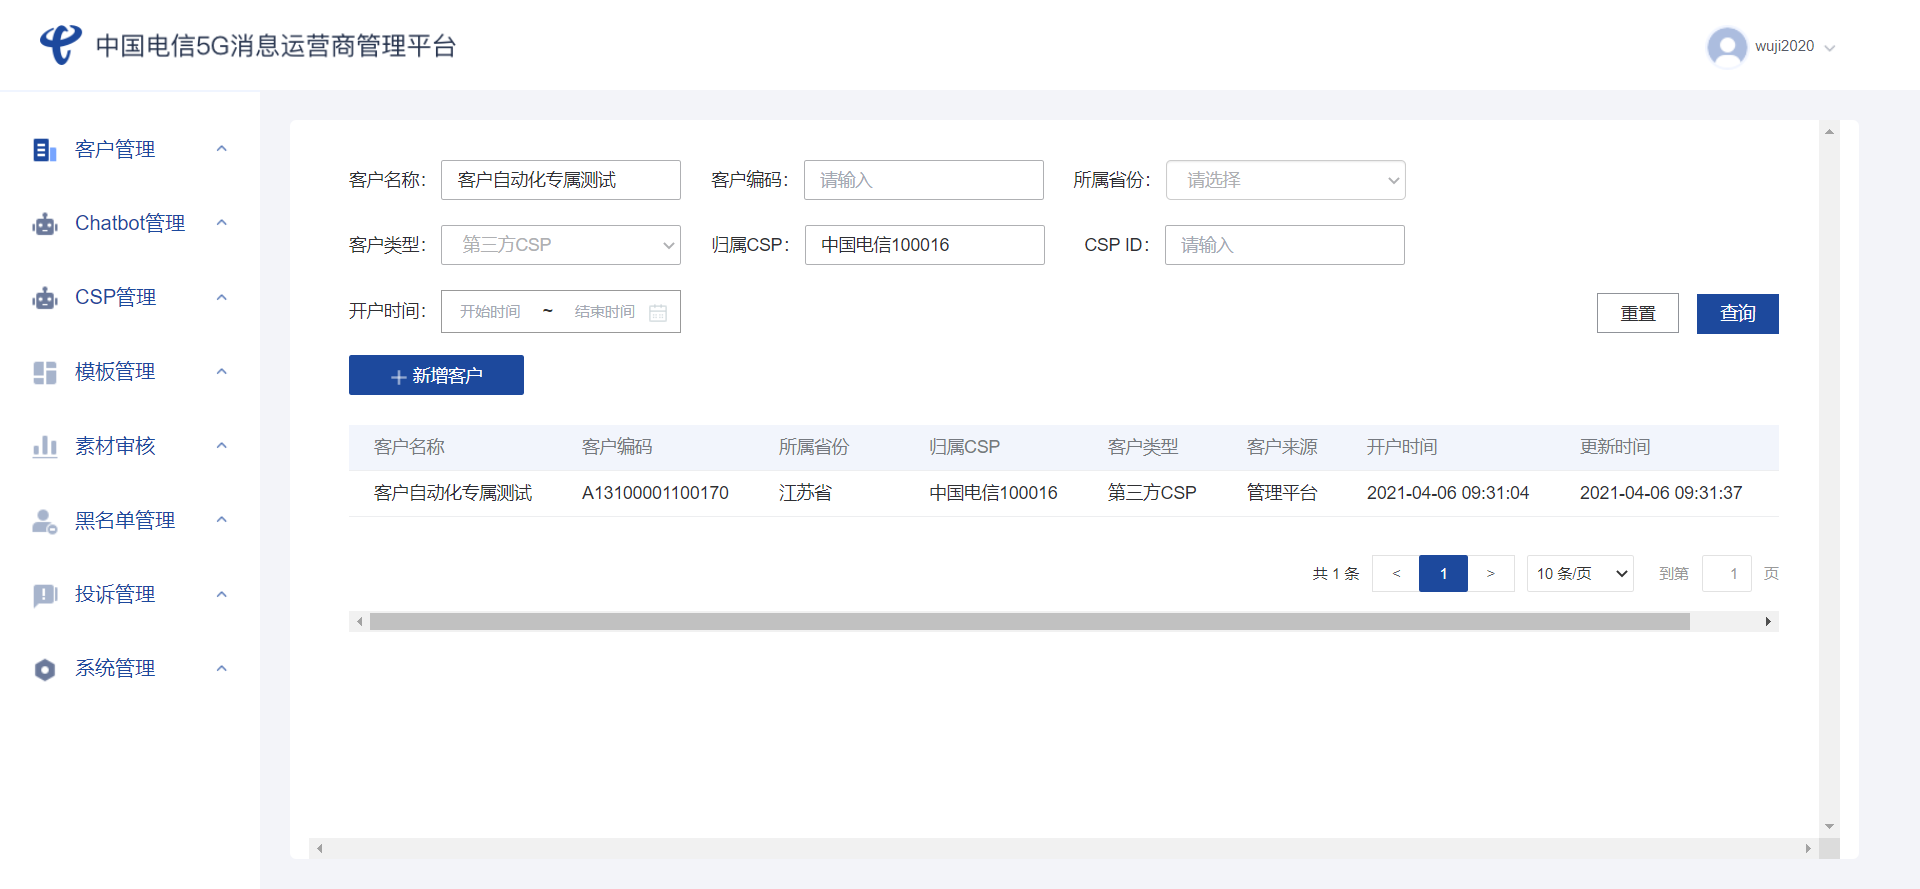 中国电信5G消息运营商管理平台
wuji2020
客户管理
Chatbot管理
CSP管理
模板管理
素材审核
黑名单管理
投诉管理
系统管理
客户名称： 客户自动化专属测试 客户编码： 请输入 所属省份： 请选择
客户类型： 第三方CSP 归属CSP： 中国电信100016 CSP ID： 请输入
开户时间： 开始时间 ~ 结束时间 重置 查询
新增客户
客户名称 客户编码 所属省份 归属CSP 客户类型 客户来源 开户时间 更新时间
客户自动化专属测试 A13100001100170 江苏省 中国电信100016 第三方CSP 管理平台 2021-04-06 09:31:04 2021-04-06 09:31:37
共 1 条 < 1 > 10 条/页 到第 1 页